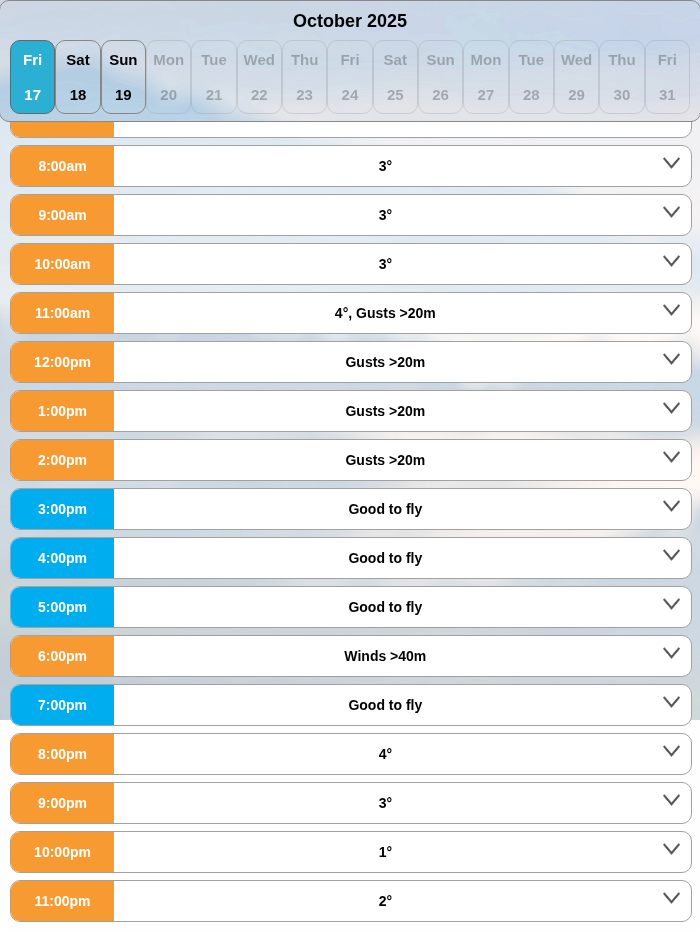 October 2025
Fri Sat Sun Mon Tue Wed Thu Fri Sat Sun Mon Tue Wed Thu Fri
17 18 19 20 21 22 23 24 25 26 27 28 29 30 31
8:00am 3°
9:00am 3°
10:00am 3°
11:00am 4°, Gusts >20m
12:00pm Gusts >20m
1:00pm Gusts >20m
2:00pm Gusts >20m
3:00pm Good to fly
4:00pm Good to fly
5:00pm Good to fly
6:00pm Winds >40m
7:00pm Good to fly
8:00pm 4°
9:00pm 3°
10:00pm 1°
11:00pm 2°